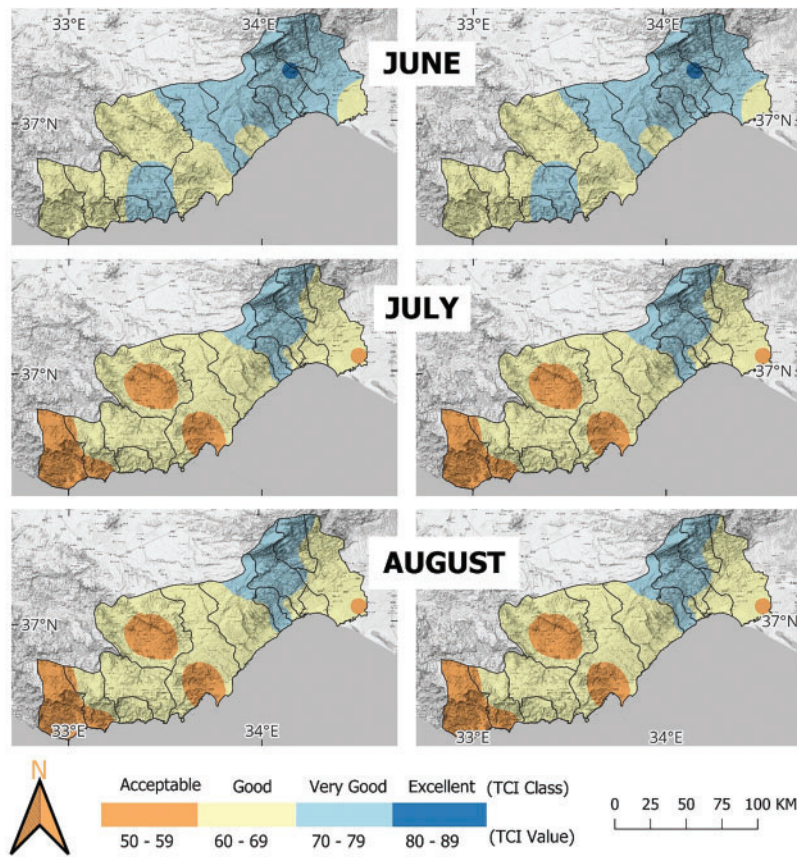 33°E 34°E 34°E
JUNE
37°N 37°N
JULY
37°N 37°N
AUGUST
37°N 37°N
33°E 34°E 33°E 34°E
N
Acceptable Good Very Good Excellent (TCI Class)
50 - 59 60 - 69 70 - 79 80 - 89 (TCI Value)
0 25 50 75 100 KM